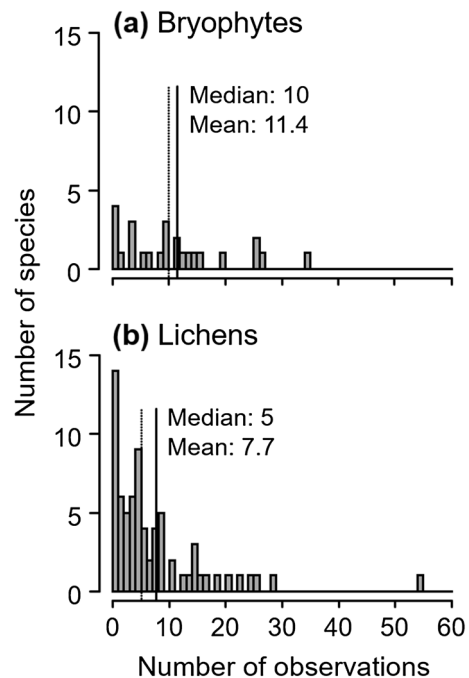 (a) Bryophytes
15
10
5
0
Median: 10
Mean: 11.4
Number of species
(b) Lichens
15
10
5
0
Median: 5
Mean: 7.7
0 10 20 30 40 50 60
Number of observations